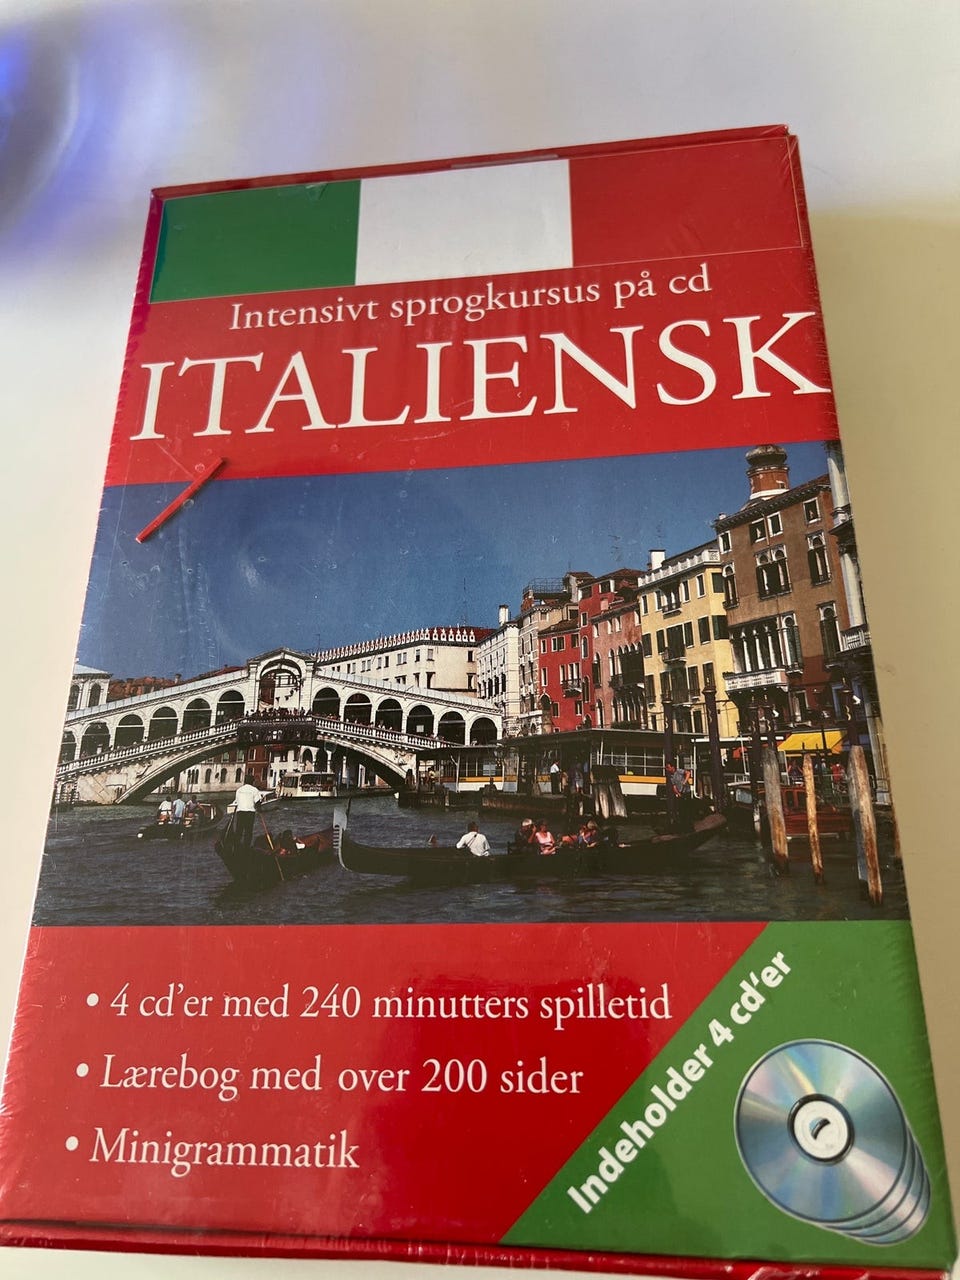 Intensivt sprogkursus på cd
ITALIENSK
• 4 cd'er med 240 minutters spilletid
• Lærebog med over 200 sider
• Minigrammatik
Indeholder 4 cd'er